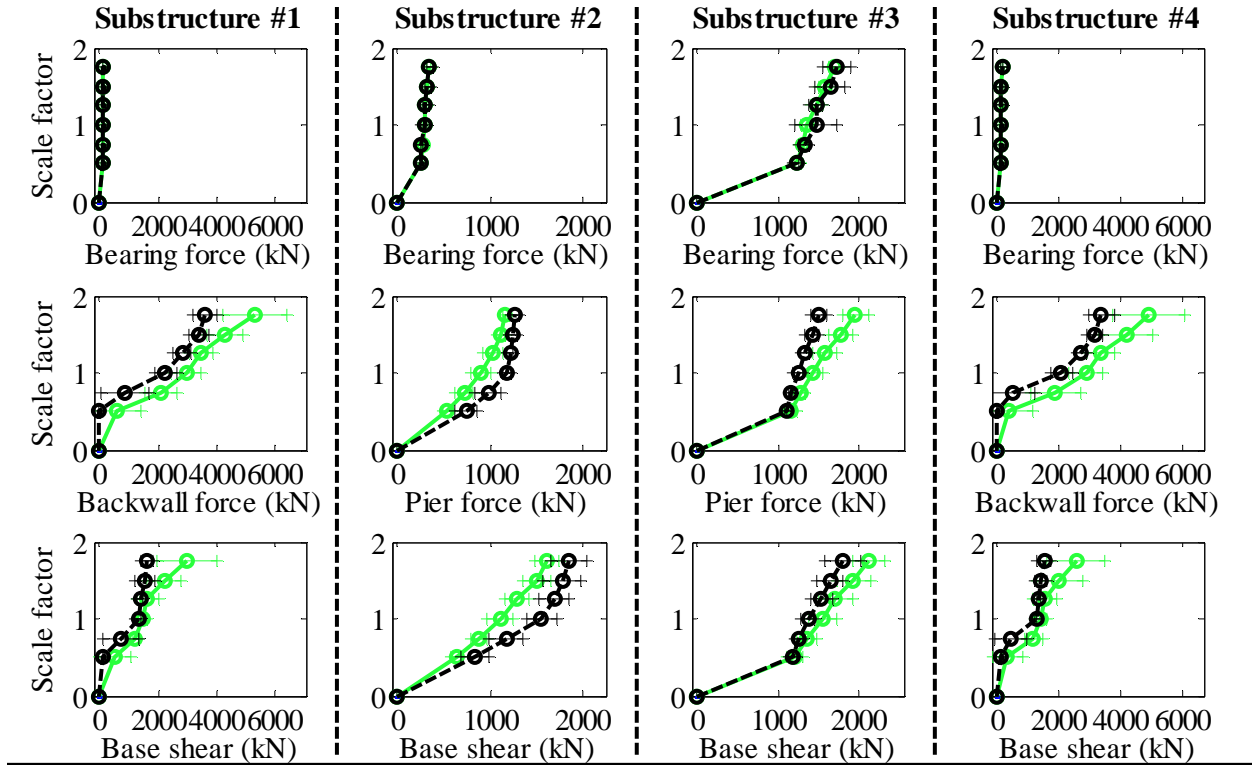 Substructure #1 Substructure #2 Substructure #3 Substructure #4
Scale factor
2
1
0
0 2000 4000 6000
Bearing force (kN)
2
1
0
0 1000 2000
Bearing force (kN)
2
1
0
0 1000 2000
Bearing force (kN)
2
1
0
0 2000 4000 6000
Bearing force (kN)
Scale factor
2
1
0
0 2000 4000 6000
Backwall force (kN)
2
1
0
0 1000 2000
Pier force (kN)
2
1
0
0 1000 2000
Pier force (kN)
2
1
0
0 2000 4000 6000
Backwall force (kN)
Scale factor
2
1
0
0 2000 4000 6000
Base shear (kN)
2
1
0
0 1000 2000
Base shear (kN)
2
1
0
0 1000 2000
Base shear (kN)
2
1
0
0 2000 4000 6000
Base shear (kN)